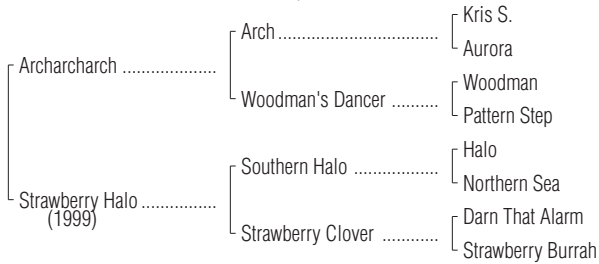 Kris S.
Arch......................................
Aurora
Archarcharch ....................
Woodman
Woodman's Dancer ..........
Pattern Step
Halo
Southern Halo ..................
Northern Sea
Strawberry Halo ................
(1999)
Darn That Alarm
Strawberry Clover ............
Strawberry Burrah